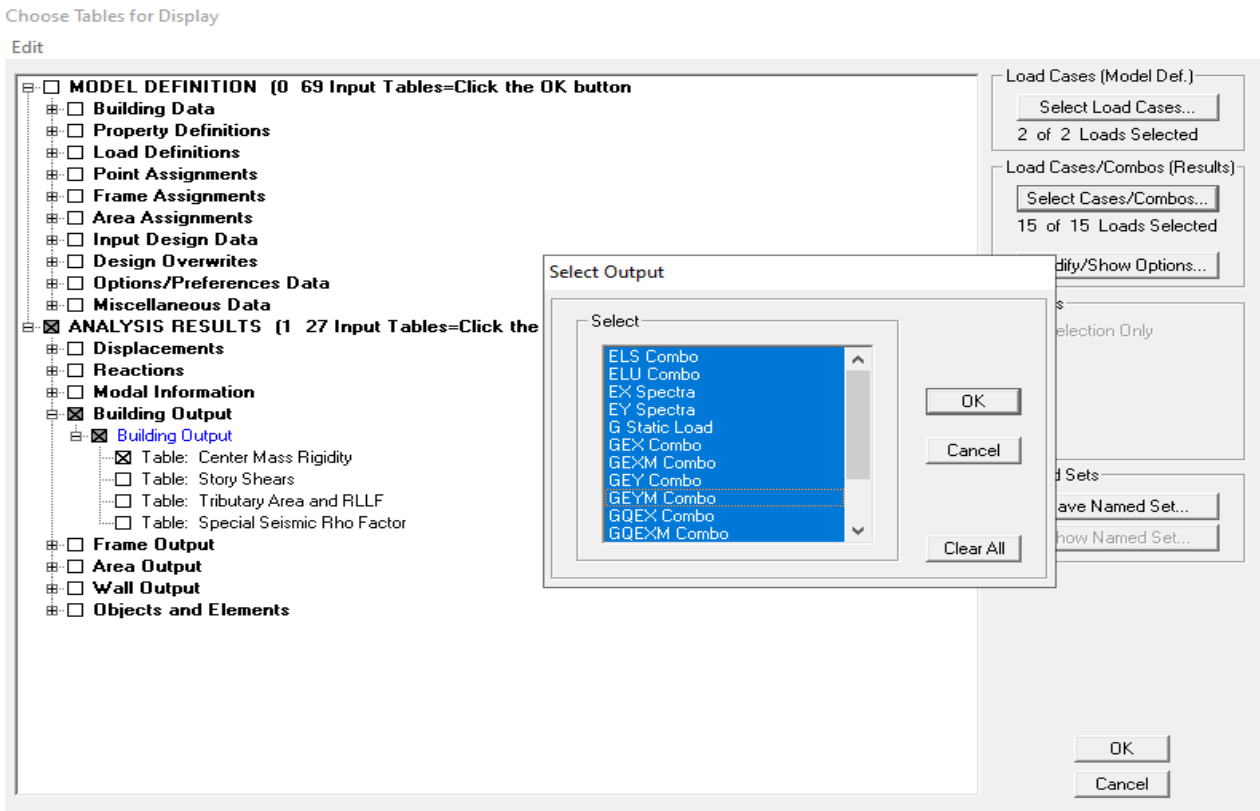 Choose Tables for Display
Edit
MODEL DEFINITION (0 69 Input Tables=Click the OK button
Building Data
Property Definitions
Load Definitions
Point Assignments
Frame Assignments
Area Assignments
Input Design Data
Design Overwrites
Options/Preferences Data
Miscellaneous Data
ANALYSIS RESULTS (1 27 Input Tables=Click the
Displacements
Reactions
Modal Information
Building Output
Building Output
Table: Center Mass Rigidity
Table: Story Shears
Table: Tributary Area and RLLF
Table: Special Seismic Rho Factor
Frame Output
Area Output
Wall Output
Objects and Elements
Load Cases (Model Def.)
Select Load Cases...
2 of 2 Loads Selected
Load Cases/Combos (Results)
Select Cases/Combos...
15 of 15 Loads Selected
dify/Show Options...
s
election Only
d Sets
ave Named Set...
how Named Set...
Select Output
Select
ELS Combo
ELU Combo
EX Spectra
EY Spectra
G Static Load
GEX Combo
GEXM Combo
GEY Combo
GEYM Combo
GQEX Combo
GQEXM Combo
OK
Cancel
Clear All
OK
Cancel